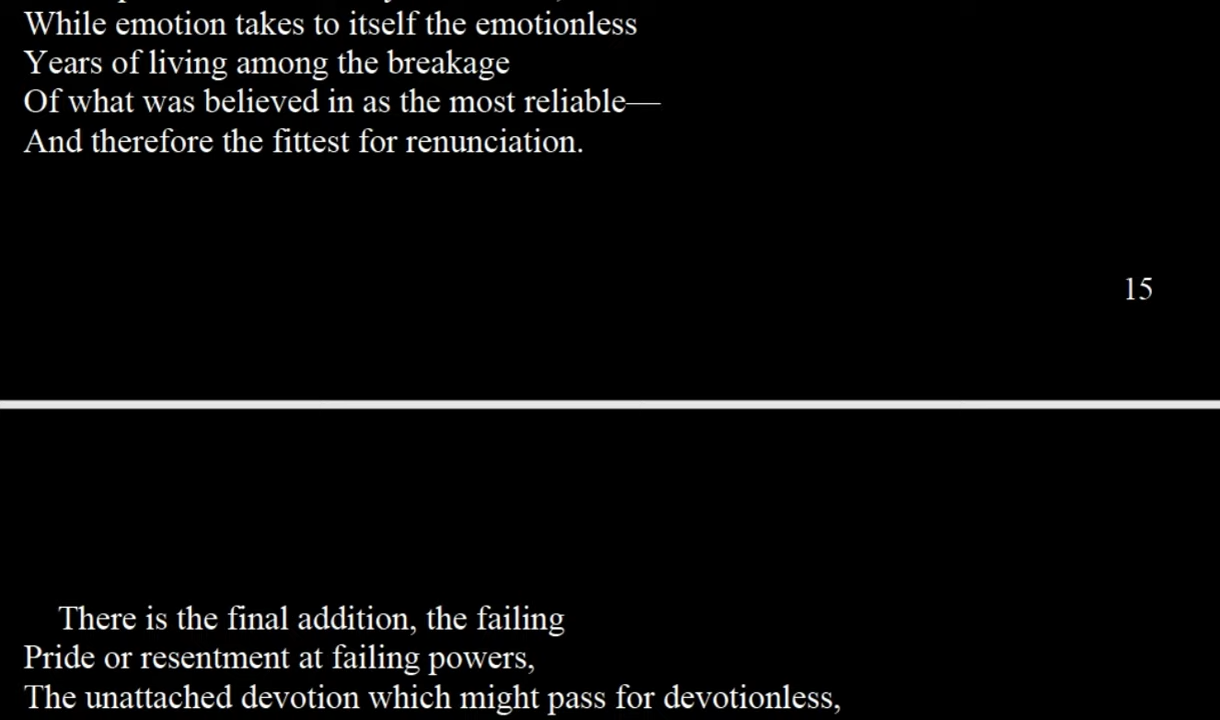 While emotion takes to itself the emotionless
Years of living among the breakage
Of what was believed in as the most reliable—
And therefore the fittest for renunciation.
15
There is the final addition, the failing
Pride or resentment at failing powers,
The unattached devotion which might pass for devotionless,